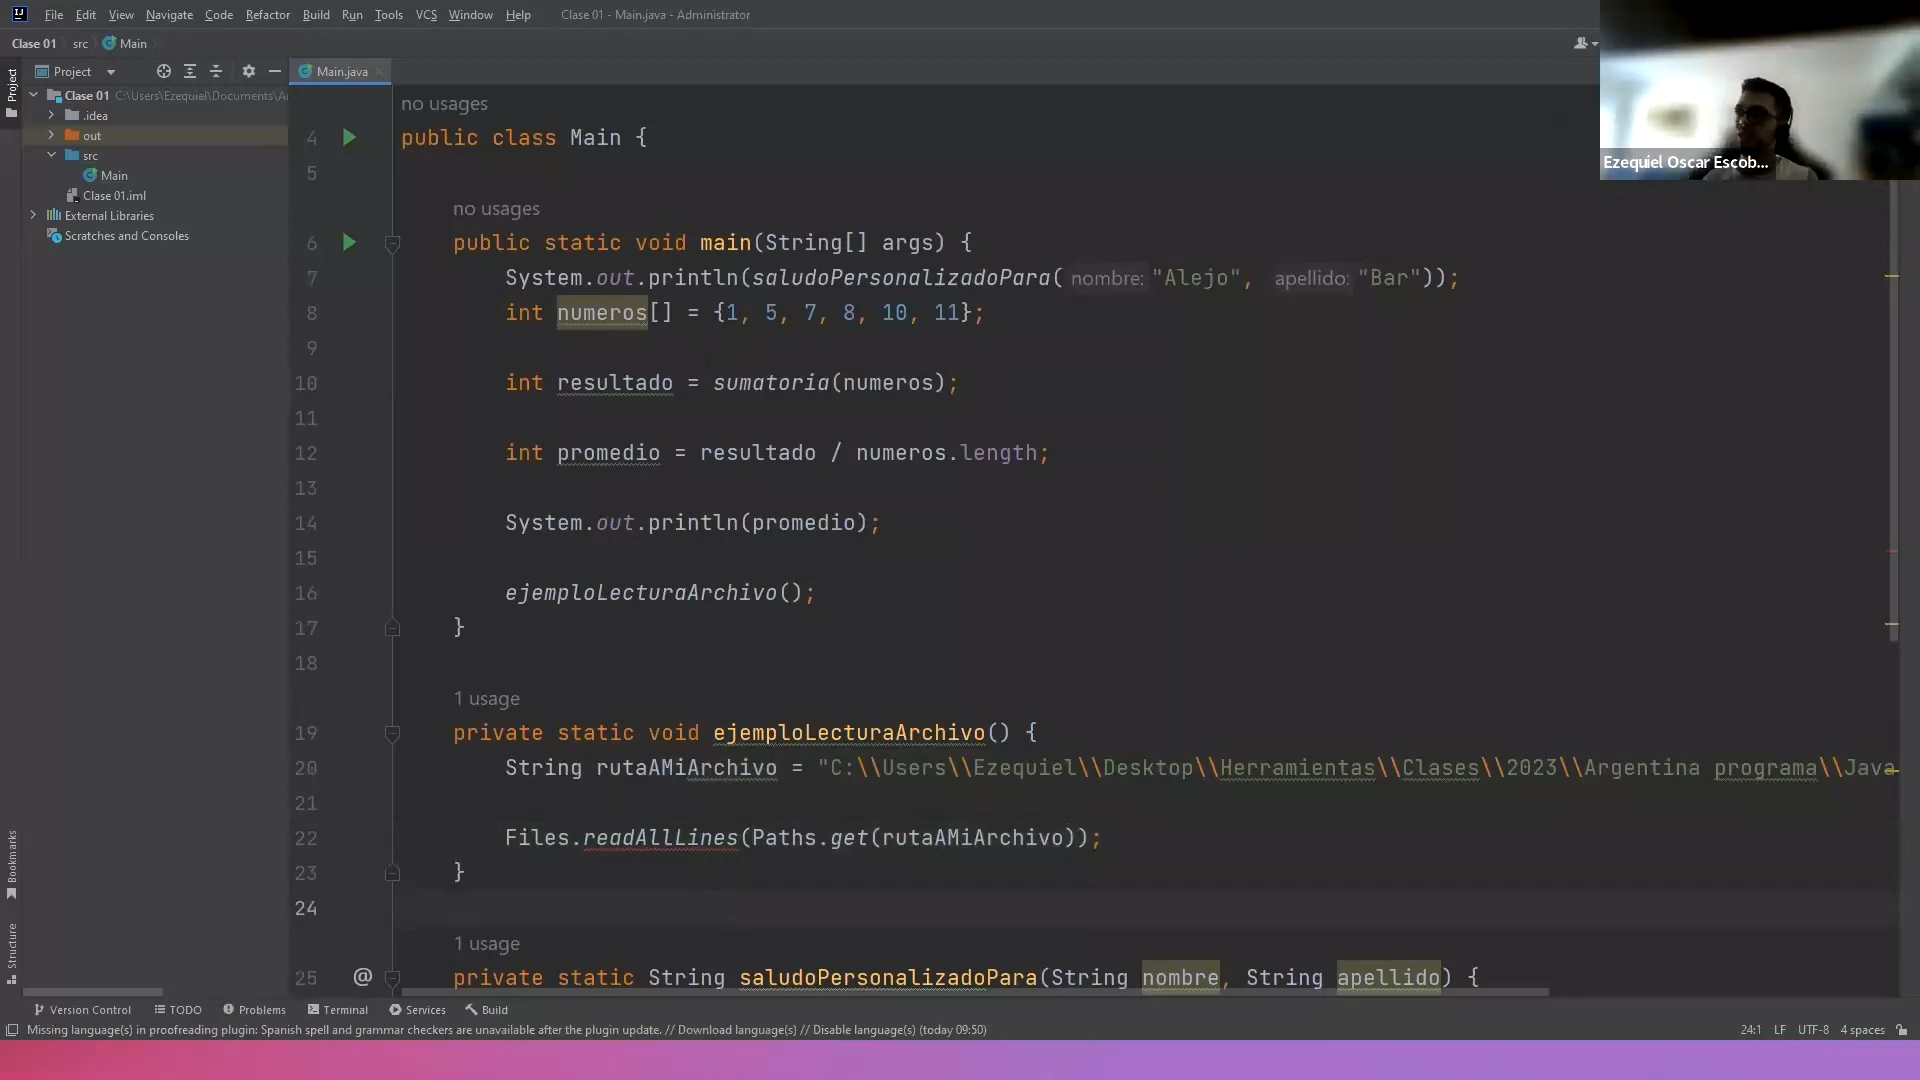 File Edit View Navigate Code Refactor Build Run Tools VCS Window Help Clase 01 - Main.java - Administrator
Clase 01 src Main
Project
Project
Main.java
Clase 01 C:\Users\Ezequiel\Documents\
.idea
out
src
Main
Clase 01.iml
External Libraries
Scratches and Consoles
Ezequiel Oscar Escob...
no usages
4 public class Main {
5
no usages
6 public static void main(String[] args) {
7 System.out.println(saludoPersonalizadoPara( nombre: "Alejo", apellido: "Bar"));
8 int numeros[] = {1, 5, 7, 8, 10, 11};
9
10 int resultado = sumatoria(numeros);
11
12 int promedio = resultado / numeros.length;
13
14 System.out.println(promedio);
15
16 ejemploLecturaArchivo();
17 }
18
1 usage
19 private static void ejemploLecturaArchivo() {
20 String rutaAMiArchivo = "C:\\Users\\Ezequiel\\Desktop\\Herramientas\\Clases\\2023\\Argentina programa\\Java
21
22 Files.readAllLines(Paths.get(rutaAMiArchivo));
23 }
24
1 usage
25 @ private static String saludoPersonalizadoPara(String nombre, String apellido) {
Bookmarks
Structure
Version Control TODO Problems Terminal Services Build
Missing language(s) in proofreading plugin: Spanish spell and grammar checkers are unavailable after the plugin update. // Download language(s) // Disable language(s) (today 09:50)
24:1 LF UTF-8 4 spaces